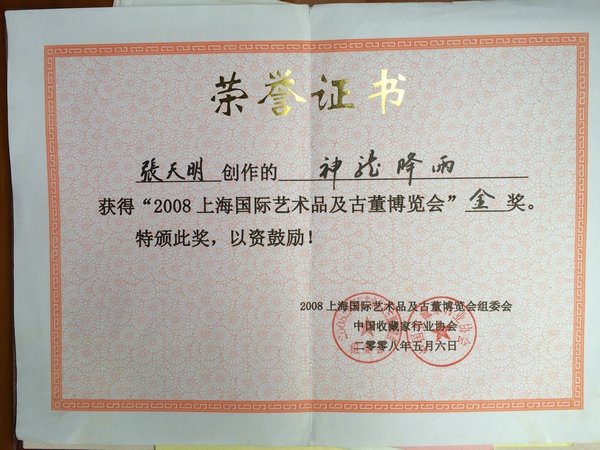 荣誉证书
張天明 创作的 神龙降雨
获得“2008上海国际艺术品及古董博览会” 金 奖。
特颁此奖，以资鼓励！
2008上海国际艺术品及古董博览会组委会
中国收藏家行业协会
二零零八年五月六日